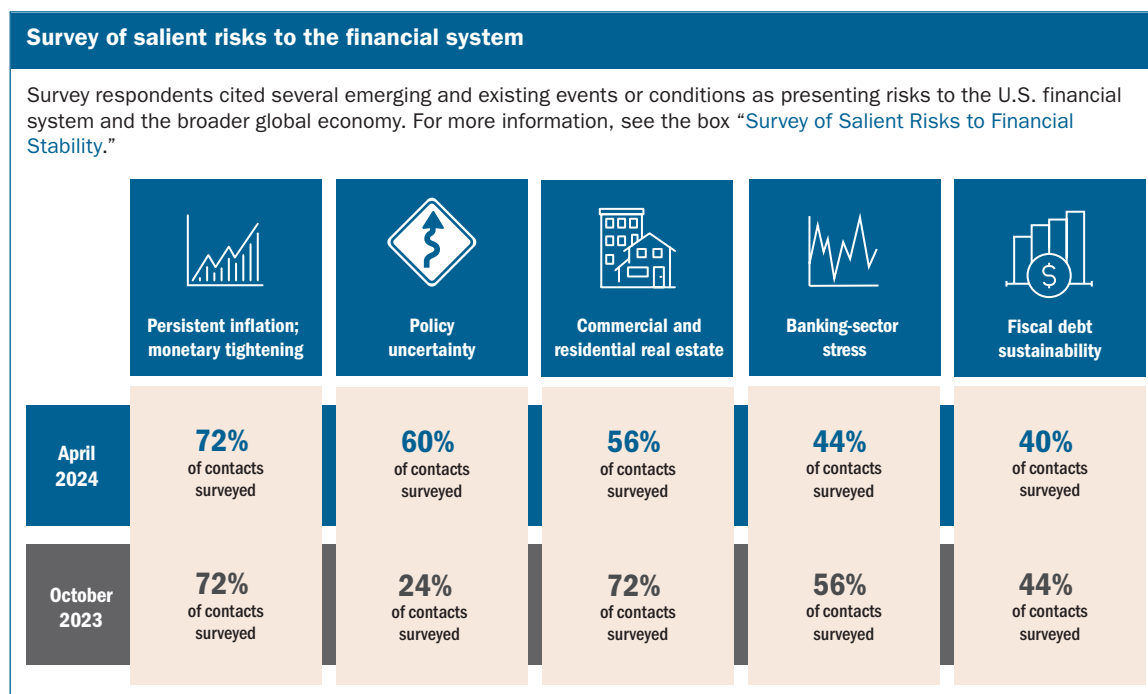 Survey of salient risks to the financial system
Survey respondents cited several emerging and existing events or conditions as presenting risks to the U.S. financial
system and the broader global economy. For more information, see the box “Survey of Salient Risks to Financial
Stability.”
Persistent inflation;
monetary tightening
Policy
uncertainty
Commercial and
residential real estate
Banking-sector
stress
Fiscal debt
sustainability
$
April
2024
72%
of contacts
surveyed
60%
of contacts
surveyed
56%
of contacts
surveyed
44%
of contacts
surveyed
40%
of contacts
surveyed
October
2023
72%
of contacts
surveyed
24%
of contacts
surveyed
72%
of contacts
surveyed
56%
of contacts
surveyed
44%
of contacts
surveyed